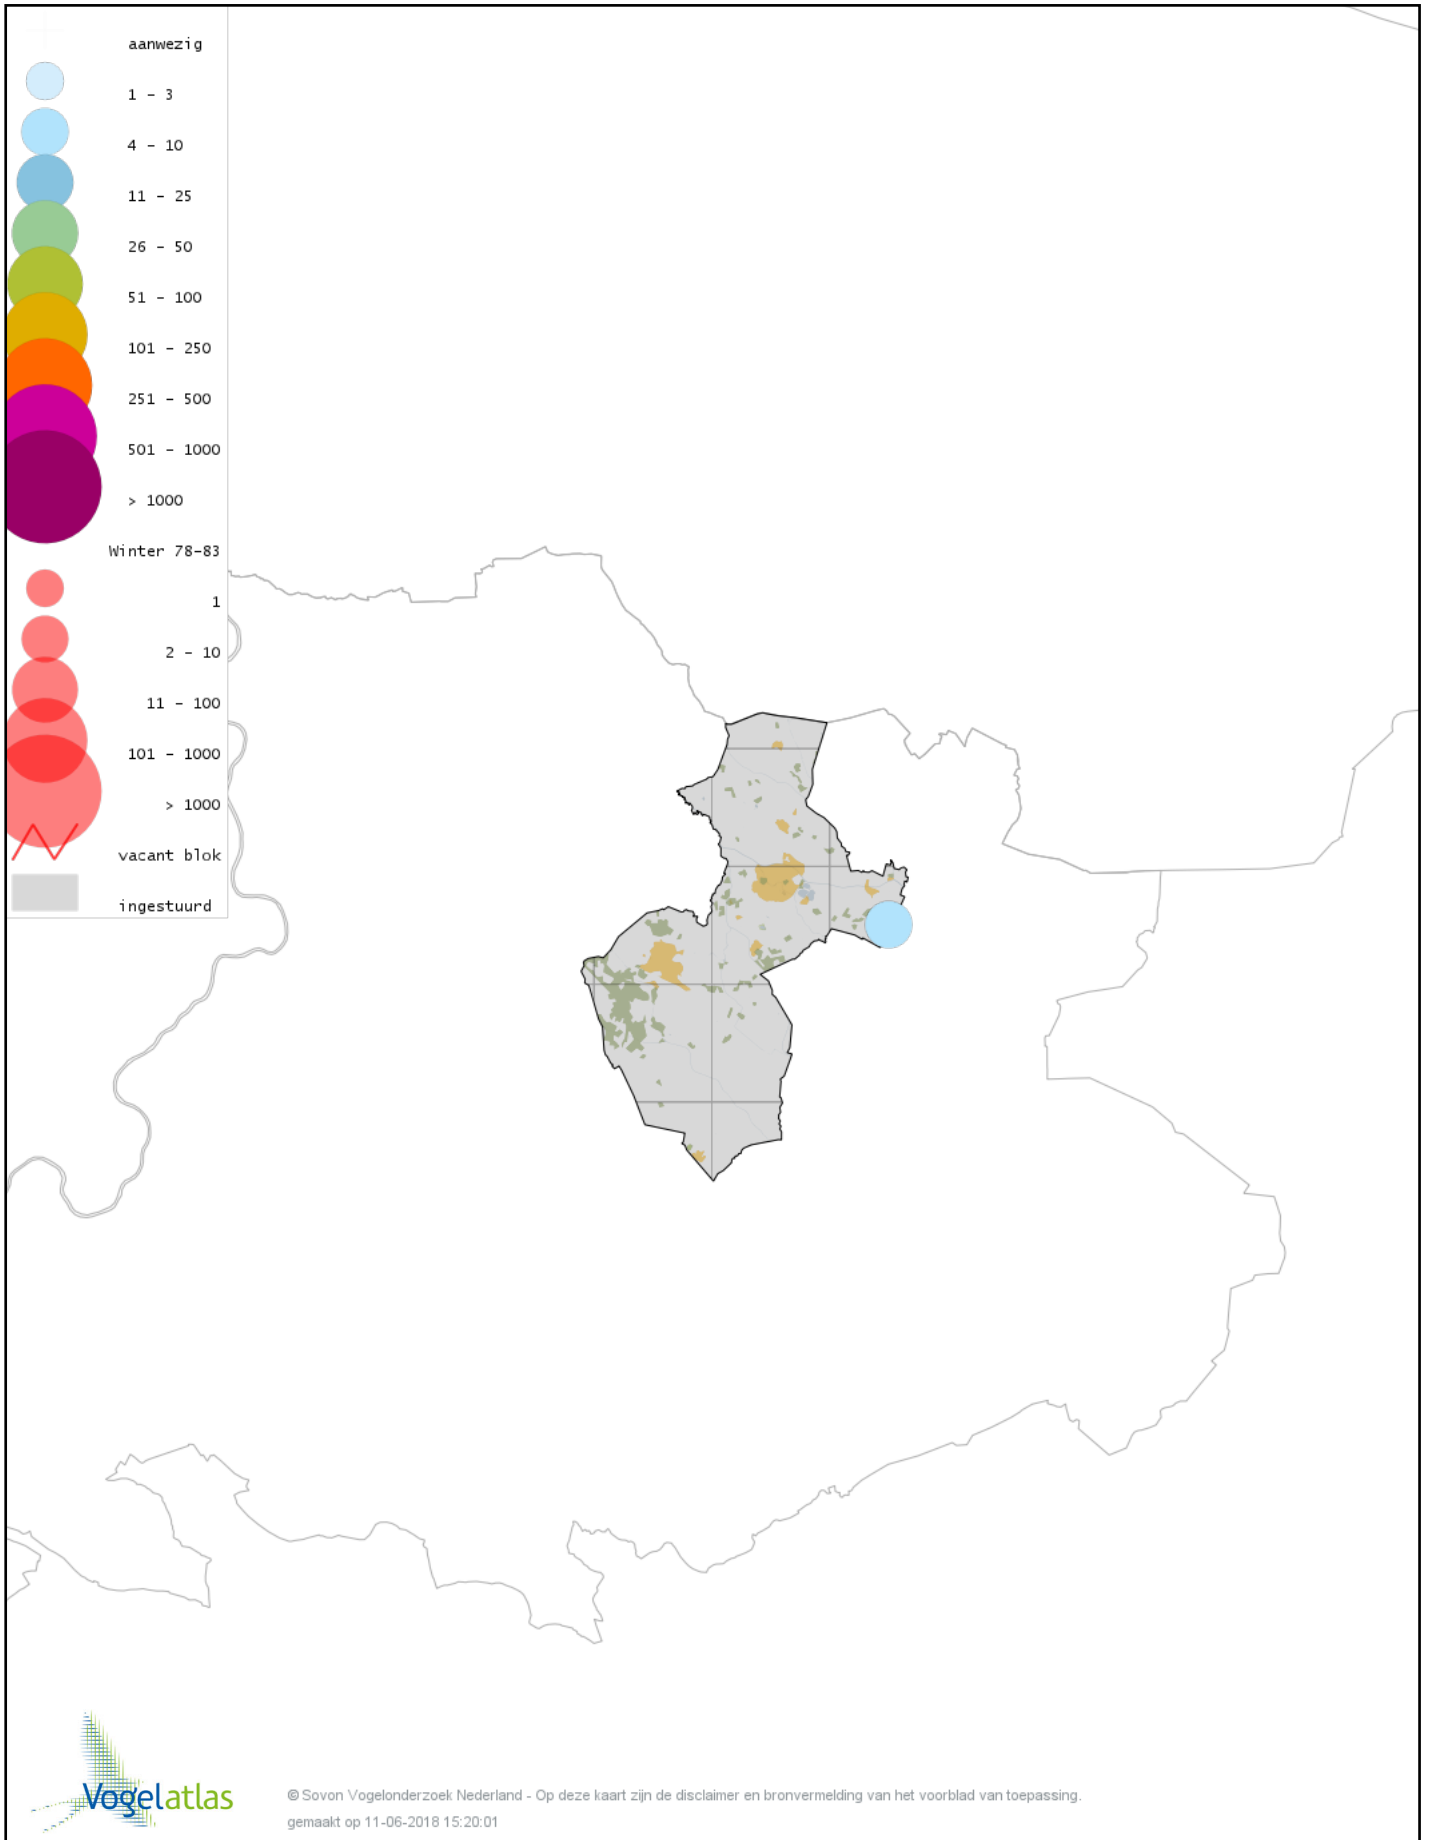 aanwezig
1 - 3
4 - 10
11 - 25
26 - 50
51 - 100
101 - 250
251 - 500
501 - 1000
> 1000
Winter 78-83
1
2 - 10
11 - 100
101 - 1000
> 1000
vacant blok
ingestuurd
Vogelatlas
© Sovon Vogelonderzoek Nederland - Op deze kaart zijn de disclaimer en bronvermelding van het voorblad van toepassing.
gemaakt op 11-06-2018 15:20:01